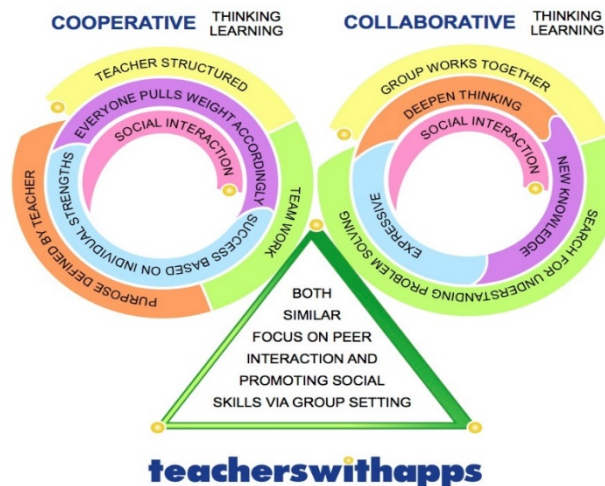 COOPERATIVE
THINKING
LEARNING
TEACHER STRUCTURED
EVERYONE PULLS WEIGHT ACCORDINGLY
SOCIAL INTERACTION
TEAM WORK
SUCCESS BASED ON INDIVIDUAL STRENGTHS
PURPOSE DEFINED BY TEACHER
COLLABORATIVE
THINKING
LEARNING
GROUP WORKS TOGETHER
DEEPEN THINKING
SOCIAL INTERACTION
NEW KNOWLEDGE
EXPRESSIVE
SEARCH FOR UNDERSTANDING PROBLEM SOLVING
BOTH
SIMILAR
FOCUS ON PEER
INTERACTION AND
PROMOTING SOCIAL
SKILLS VIA GROUP SETTING
teacherswithapps